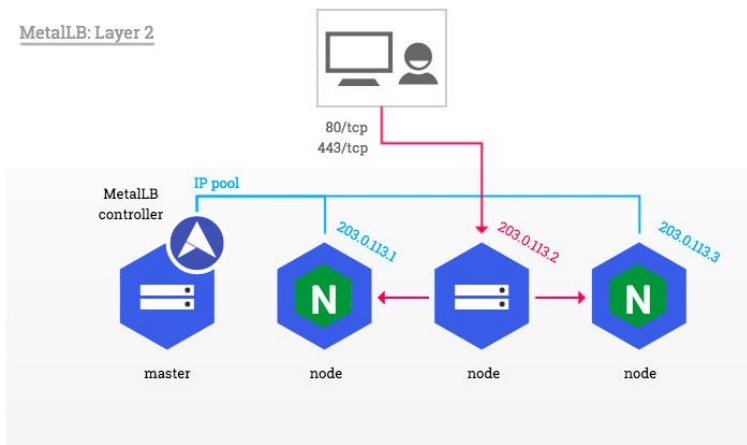 MetalLB: Layer 2
80/tcp
443/tcp
MetalLB
controller
IP pool
203.0.113.1
203.0.113.2
203.0.113.3
N
N
master
node
node
node